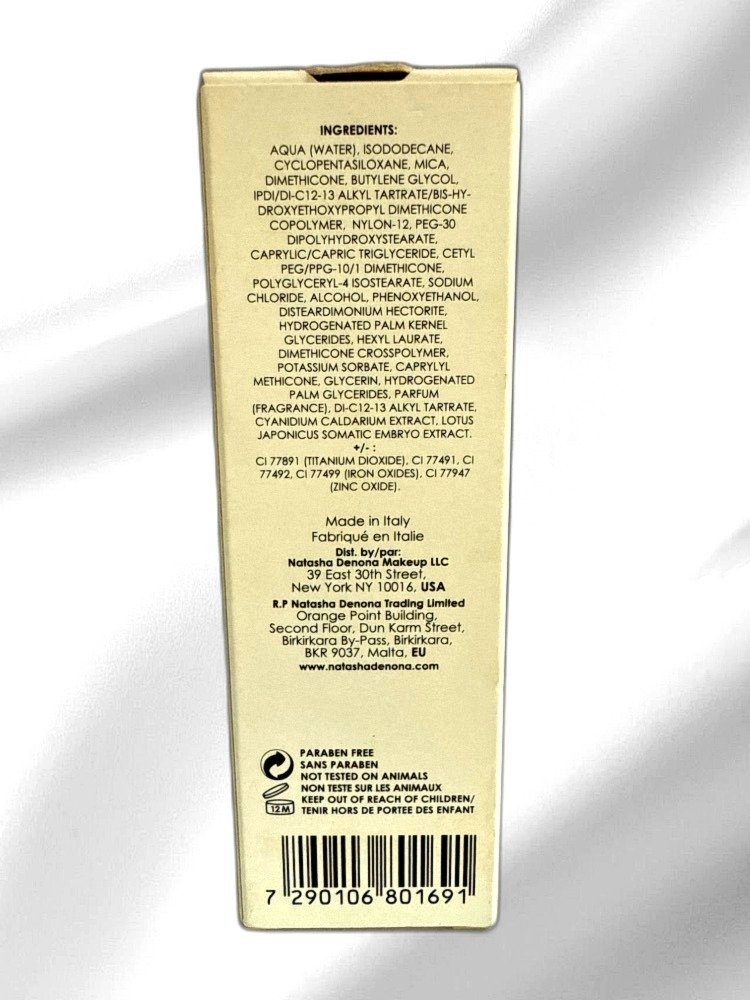 INGREDIENTS:
AQUA (WATER), ISODODECANE,
CYCLOPENTASILOXANE, MICA,
DIMETHICONE, BUTYLENE GLYCOL,
IPDI/DI-C12-13 ALKYL TARTRATE/BIS-HY-
DROXYETHOXYPROPYL DIMETHICONE
COPOLYMER, NYLON-12, PEG-30
DIPOLYHYDROXYSTEARATE,
CAPRYLIC/CAPRIC TRIGLYCERIDE, CETYL
PEG/PPG-10/1 DIMETHICONE,
POLYGLYCERYL-4 ISOSTEARATE, SODIUM
CHLORIDE, ALCOHOL, PHENOXYETHANOL,
DISTEARDIMONIUM HECTORITE,
HYDROGENATED PALM KERNEL
GLYCERIDES, HEXYL LAURATE,
DIMETHICONE CROSSPOLYMER,
POTASSIUM SORBATE, CAPRYLYL
METHICONE, GLYCERIN, HYDROGENATED
PALM GLYCERIDES, PARFUM
(FRAGRANCE), DI-C12-13 ALKYL TARTRATE,
CYANIDIUM CALDARIUM EXTRACT, LOTUS
JAPONICUS SOMATIC EMBRYO EXTRACT.
+/- :
CI 77891 (TITANIUM DIOXIDE), CI 77491, CI
77492, CI 77499 (IRON OXIDES), CI 77947
(ZINC OXIDE).
Made in Italy
Fabriqué en Italie
Dist. by/par:
Natasha Denona Makeup LLC
39 East 30th Street,
New York NY 10016, USA
R.P Natasha Denona Trading Limited
Orange Point Building,
Second Floor, Dun Karm Street,
Birkirkara By-Pass, Birkirkara,
BKR 9037, Malta, EU
www.natashadenona.com
PARABEN FREE
SANS PARABEN
NOT TESTED ON ANIMALS
NON TESTE SUR LES ANIMAUX
KEEP OUT OF REACH OF CHILDREN/
TENIR HORS DE PORTEE DES ENFANT
12M
7 290106 801691